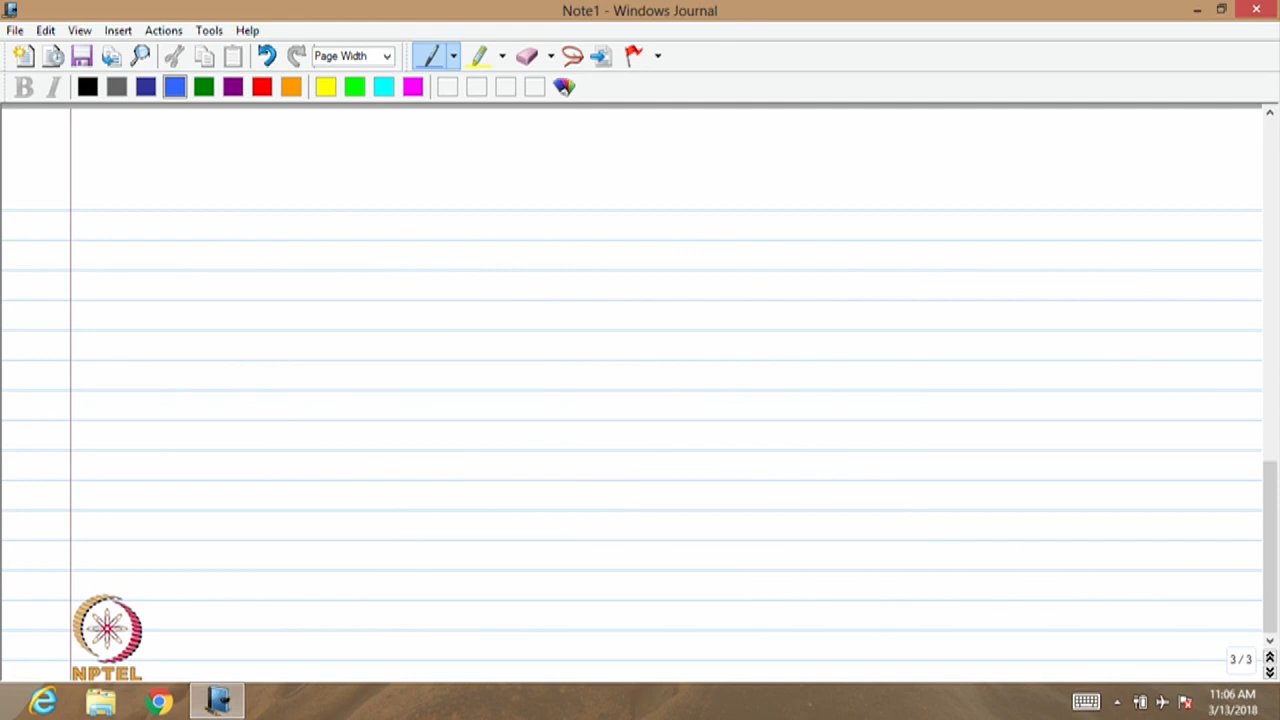 Note1 - Windows Journal
File Edit View Insert Actions Tools Help
Page Width
B I
3 / 3
NPTEL
11:06 AM
3/13/2018